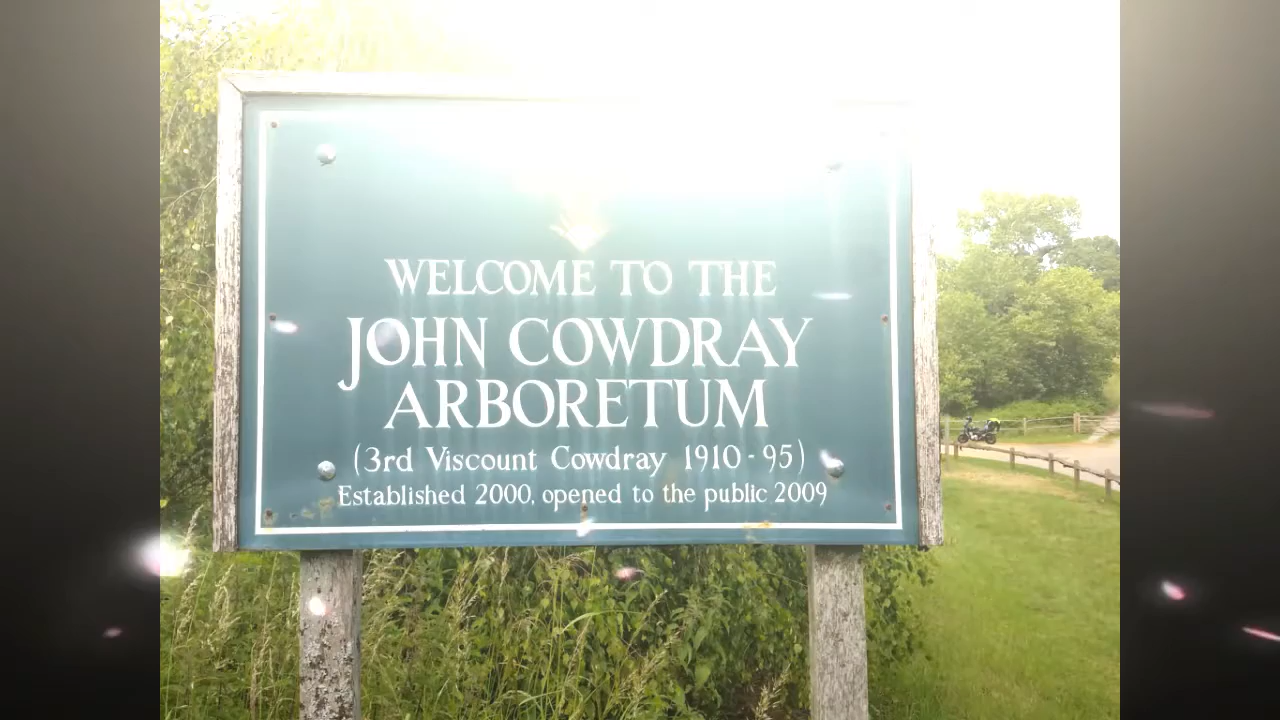 WELCOME TO THE
JOHN COWDRAY
ARBORETUM
(3rd Viscount Cowdray 1910 - 95)
Established 2000, opened to the public 2009